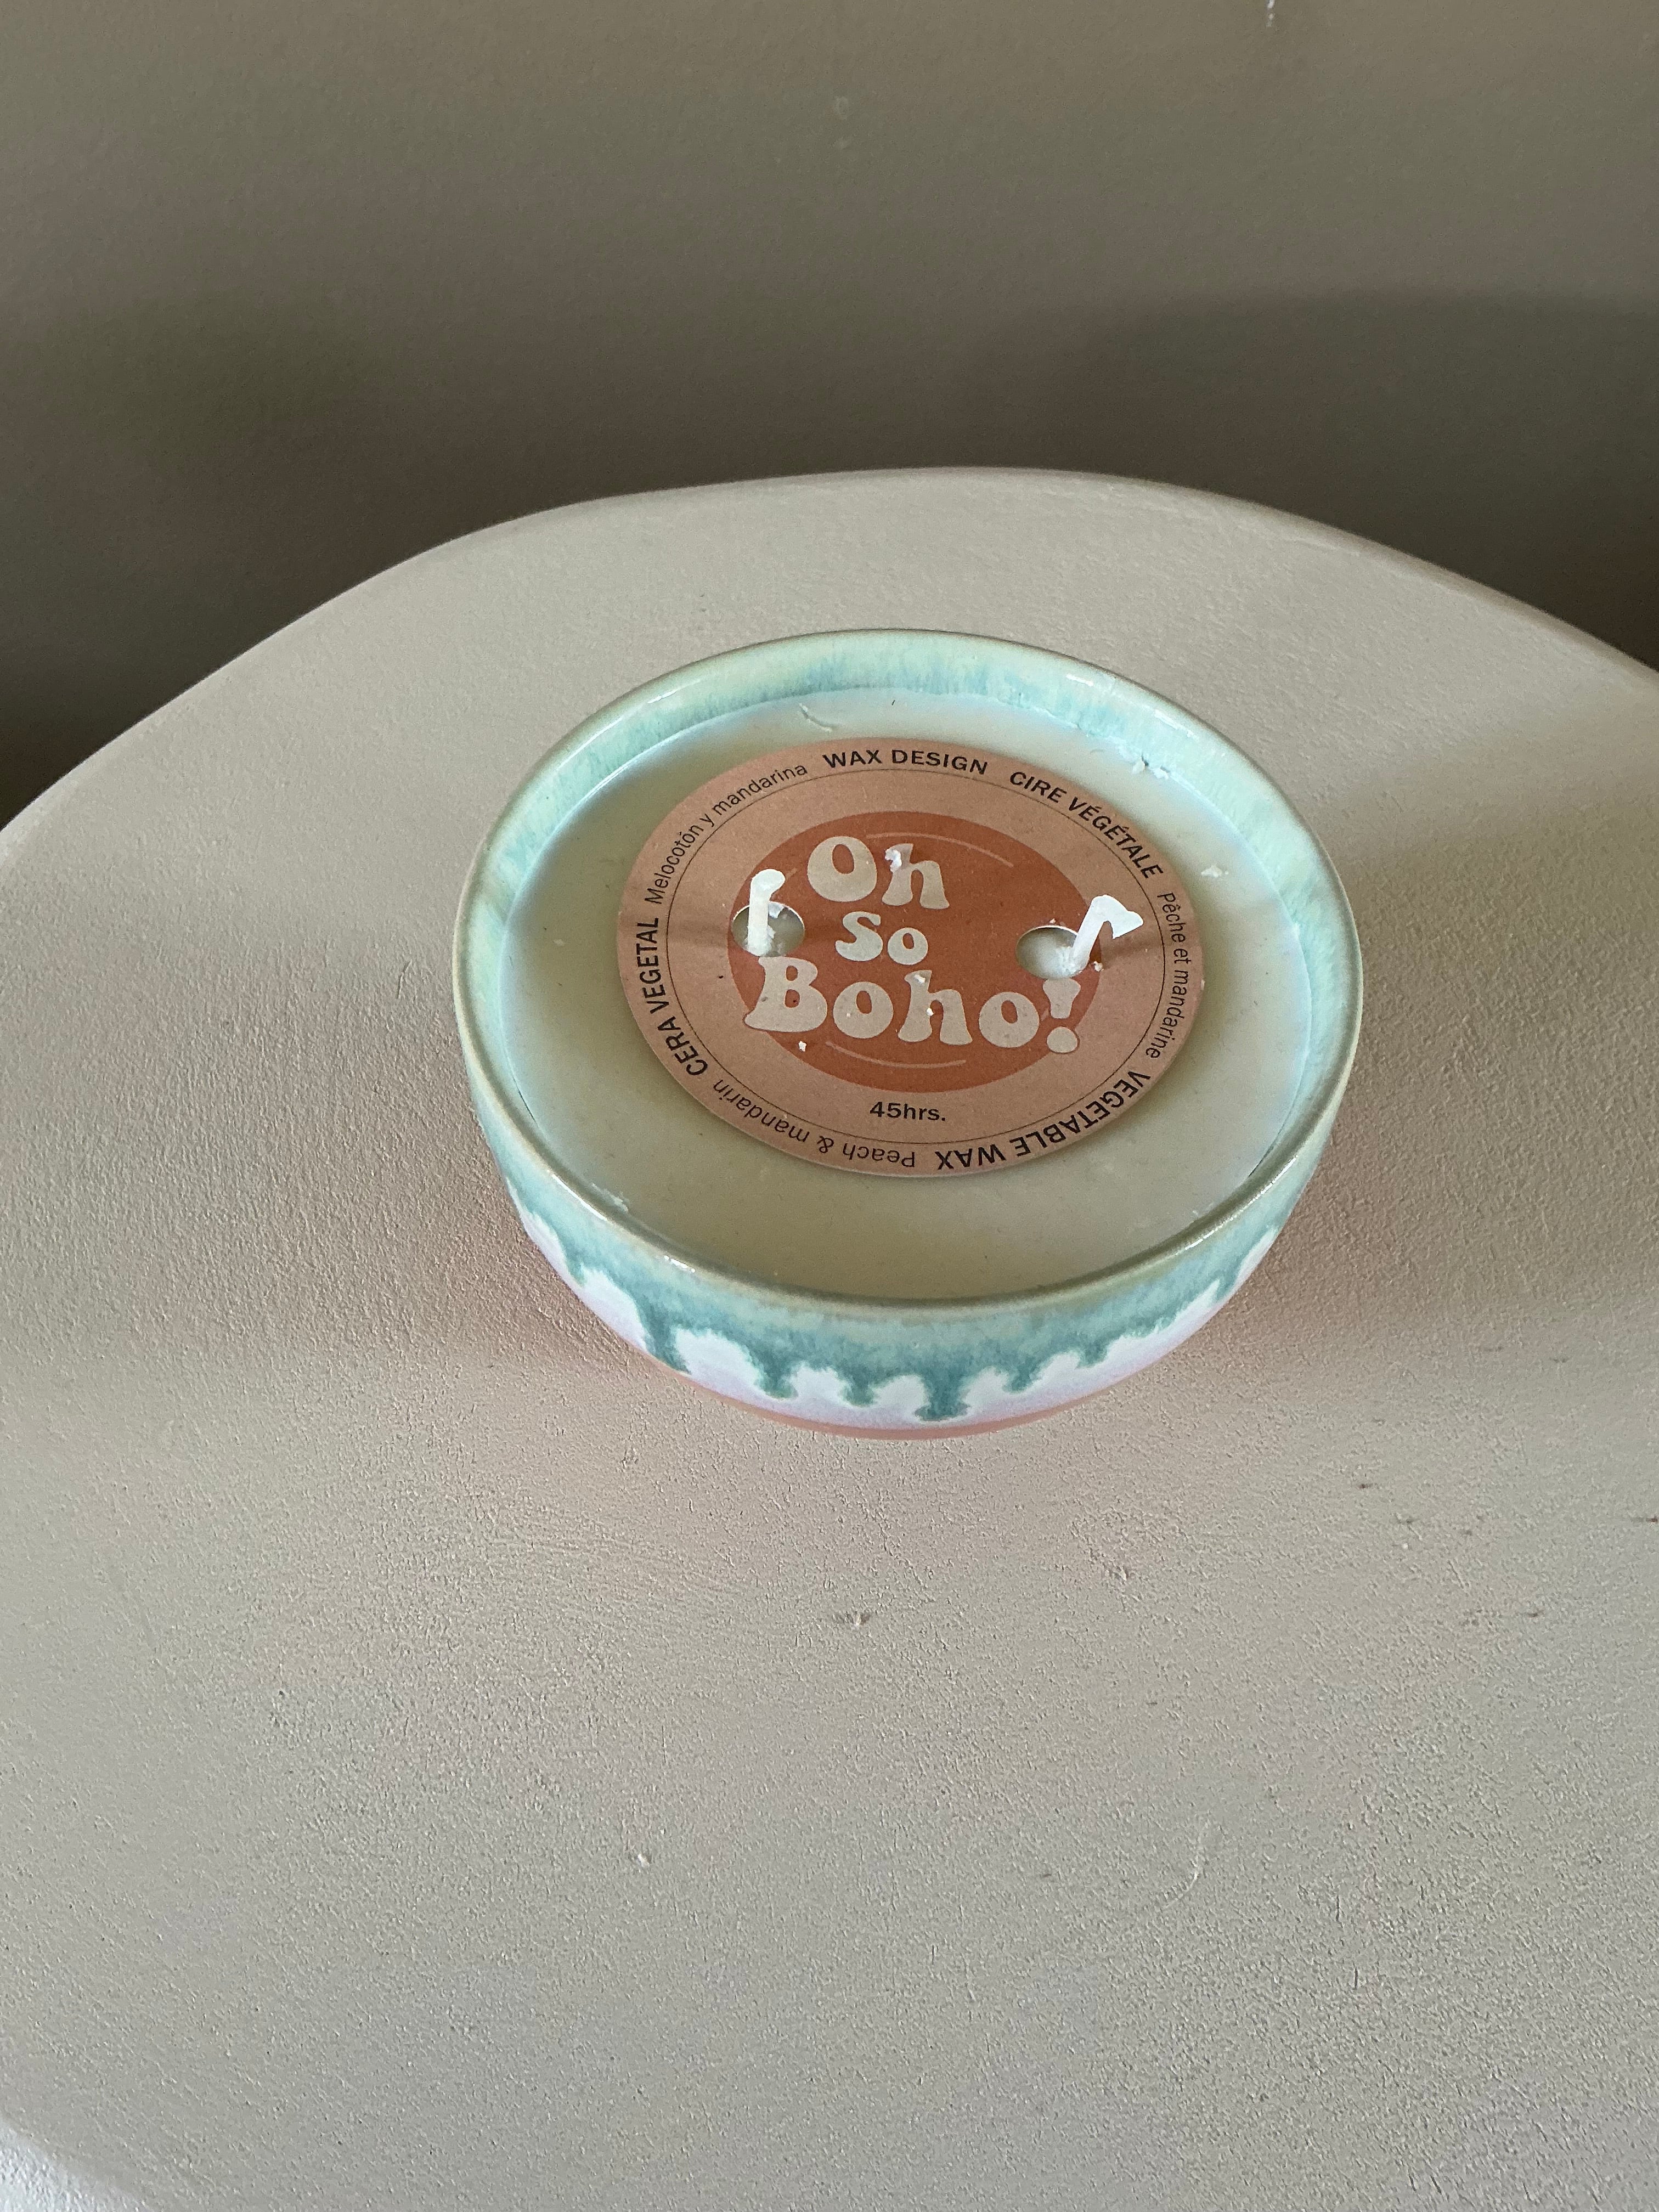 Oh
So
Boho!
45hrs.
WAX DESIGN
CIRE VÉGÉTALE
Pêche et mandarine
VEGETABLE WAX
Peach & mandarin
CERA VEGETAL
Melocotón y mandarina